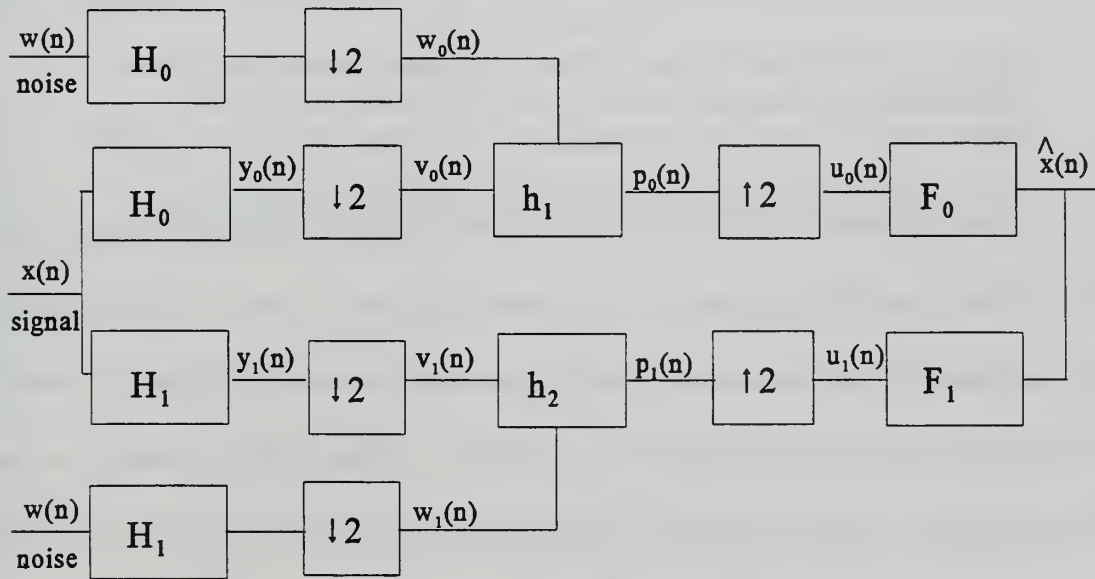 w(n) H₀ ↓2 w₀(n)
noise
H₀ y₀(n) ↓2 v₀(n) h₁ p₀(n) ↑2 u₀(n) F₀ x̂(n)
x(n)
signal
H₁ y₁(n) ↓2 v₁(n) h₂ p₁(n) ↑2 u₁(n) F₁
w(n) H₁ ↓2 w₁(n)
noise